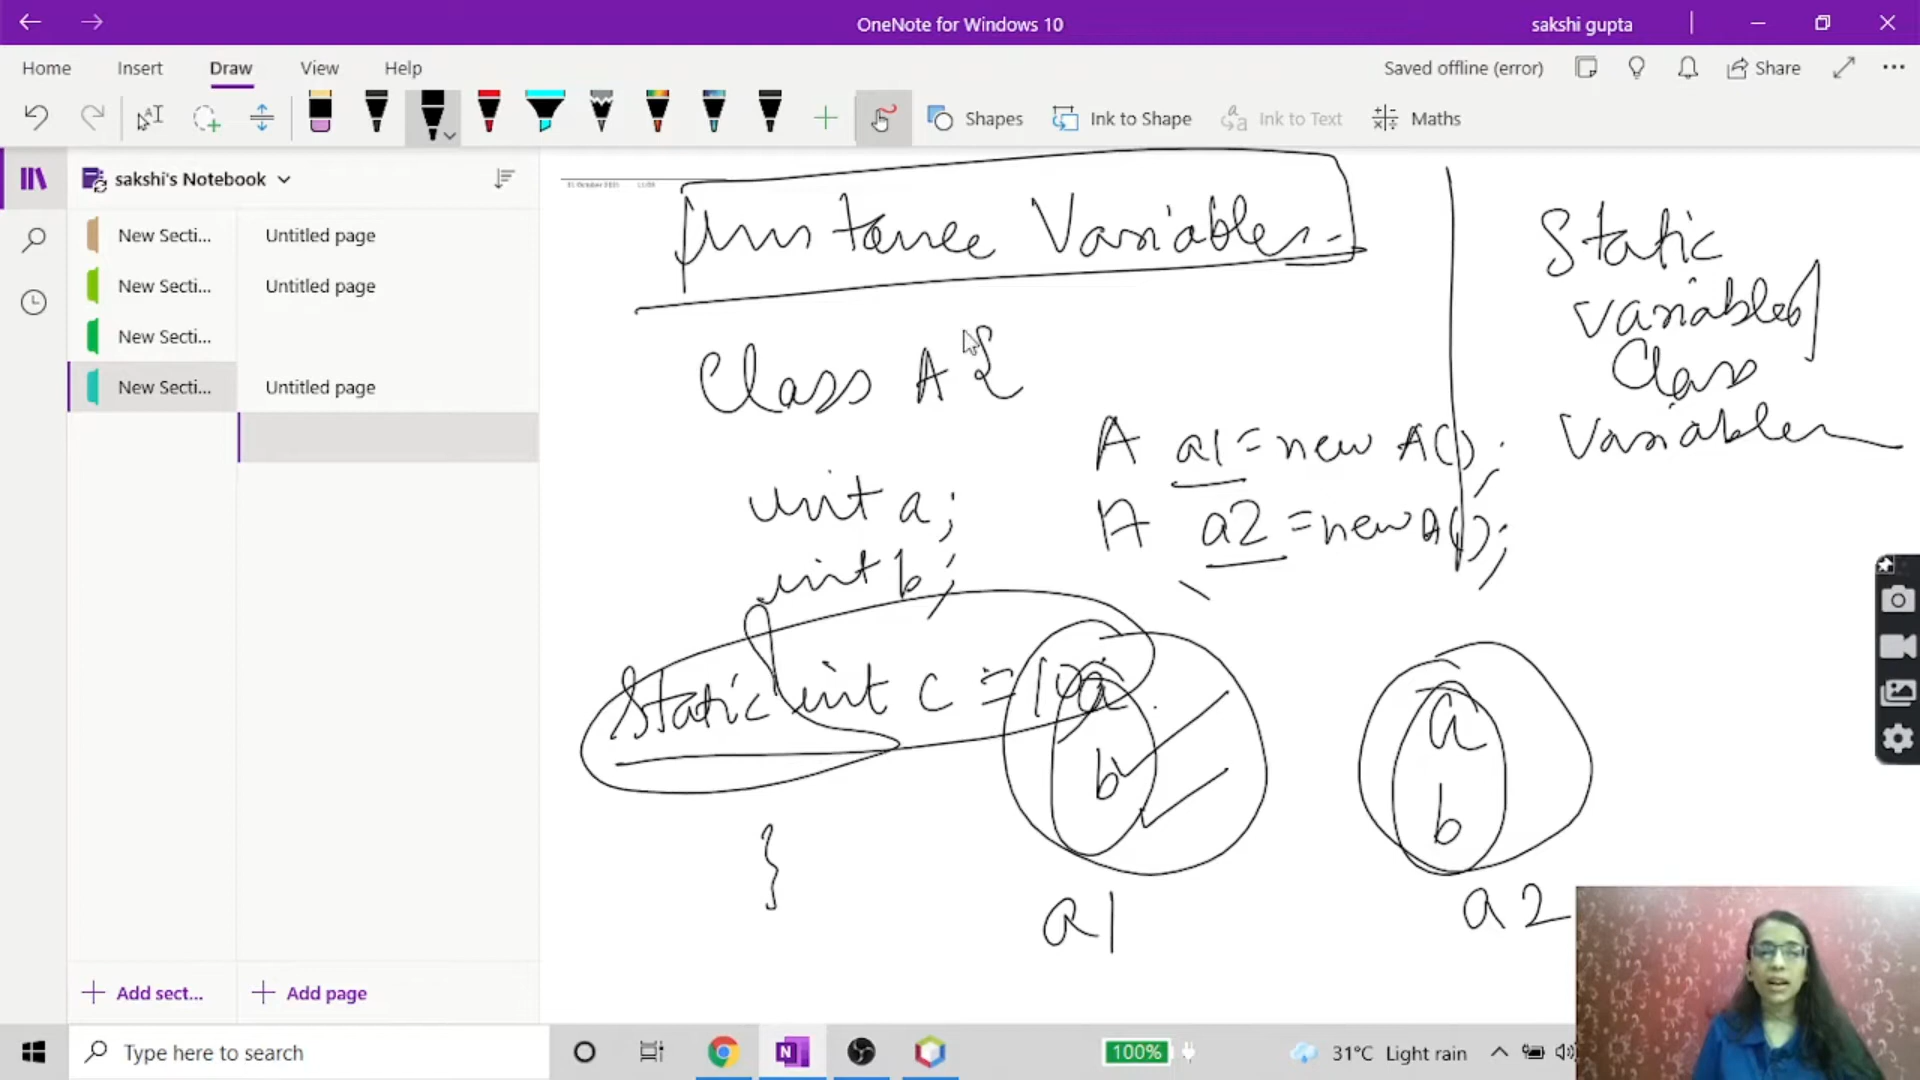 OneNote for Windows 10
sakshi gupta
Home Insert Draw View Help
Saved offline (error)
Share
Shapes
Ink to Shape
Ink to Text
Maths
sakshi's Notebook
New Secti...
Untitled page
New Secti...
Untitled page
New Secti...
New Secti...
Untitled page
Instance Variables
Class A {
int a;
int b;
Static int C = 100;
}
A a1 = new A();
A a2 = new A();
a
b
a1
a
b
a2
Static
Variables/
Class
Variables
Add sect...
Add page
Type here to search
100%
31°C Light rain